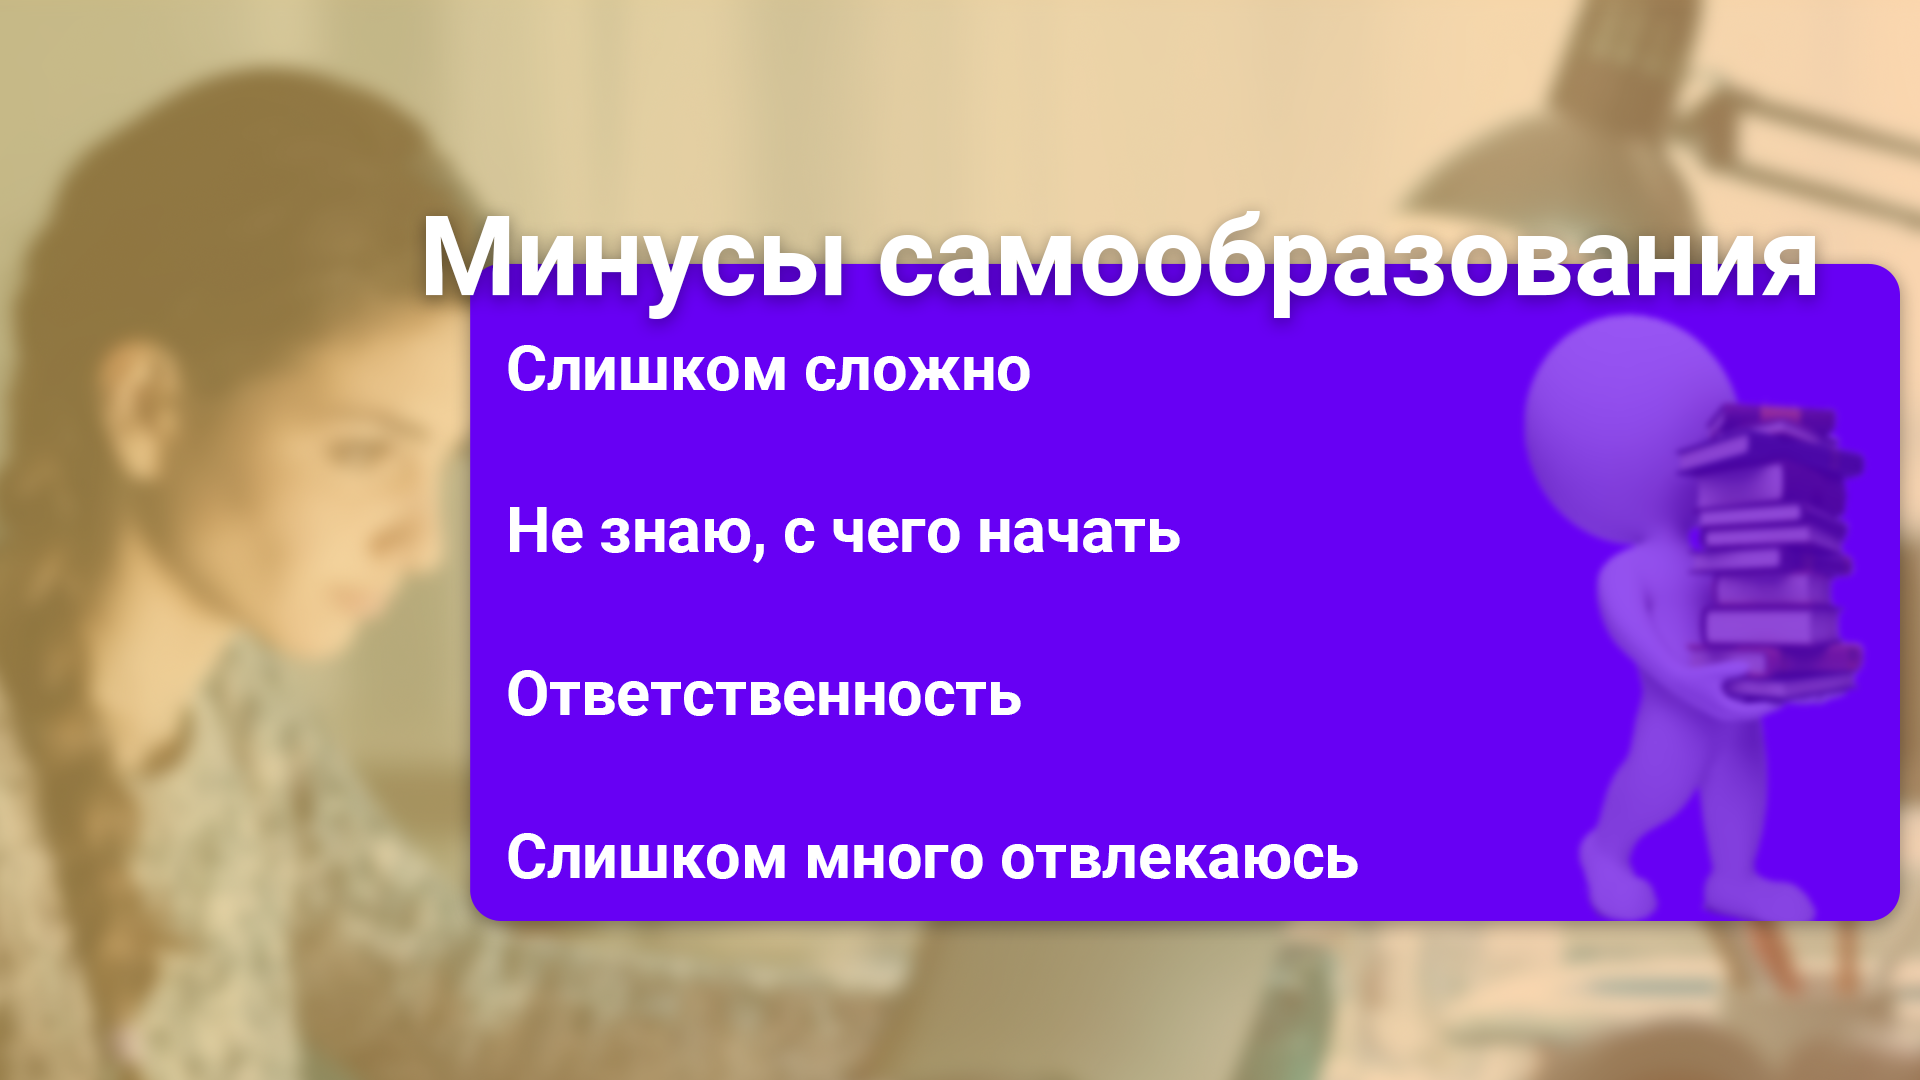 Минусы самообразования
Слишком сложно
Не знаю, с чего начать
Ответственность
Слишком много отвлекаюсь